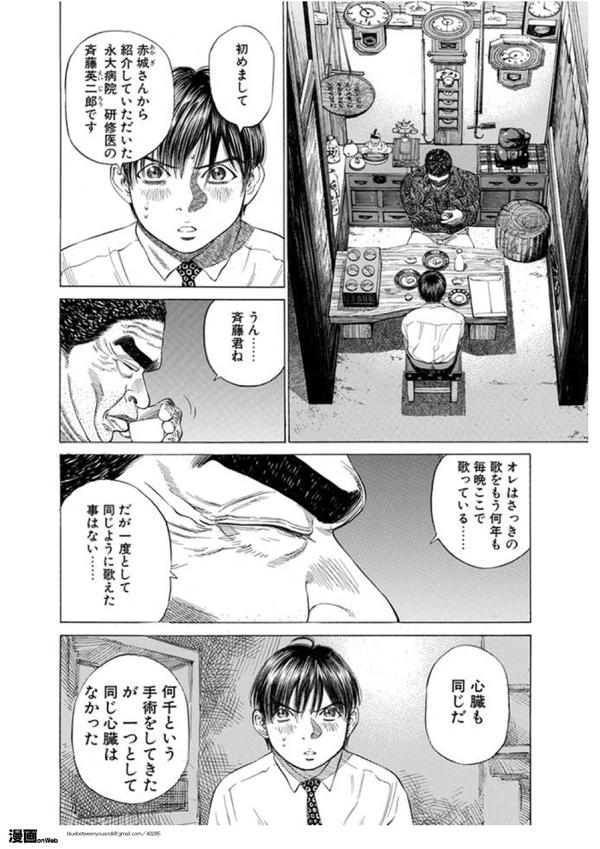 初めまして
赤城さんから
紹介していただいた
永大病院 研修医の
斉藤英二郎です
うん……
斉藤君ね
オレはさっきの
歌をもう何年も
毎晩ここで
歌っている……
だが一度として
同じように歌えた
事はない……
心臓も
同じだ
何千という
手術をしてきた
が 一つとして
同じ心臓は
なかった
漫画 on Web
bluebetweenyouandi@gmail.com／40285